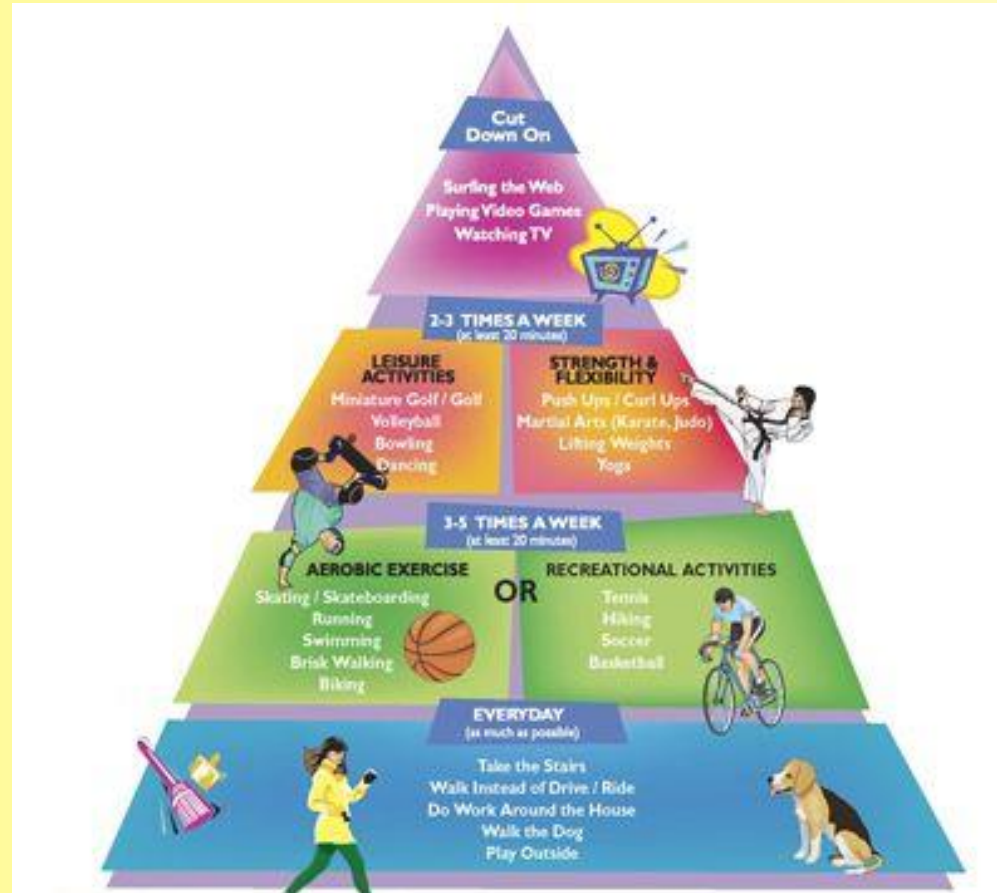 Cut
Down On
Surfing the Web
Playing Video Games
Watching TV
2-3 TIMES A WEEK
(at least 20 minutes)
LEISURE
ACTIVITIES
Miniature Golf / Golf
Volleyball
Bowling
Dancing
STRENGTH &
FLEXIBILITY
Push Ups / Curl Ups
Martial Arts (Karate, Judo)
Lifting Weights
Yoga
3-5 TIMES A WEEK
(at least 20 minutes)
AEROBIC EXERCISE
Skating / Skateboarding
Running
Swimming
Brisk Walking
Biking
OR
RECREATIONAL ACTIVITIES
Tennis
Hiking
Soccer
Basketball
EVERYDAY
(as much as possible)
Take the Stairs
Walk Instead of Drive / Ride
Do Work Around the House
Walk the Dog
Play Outside